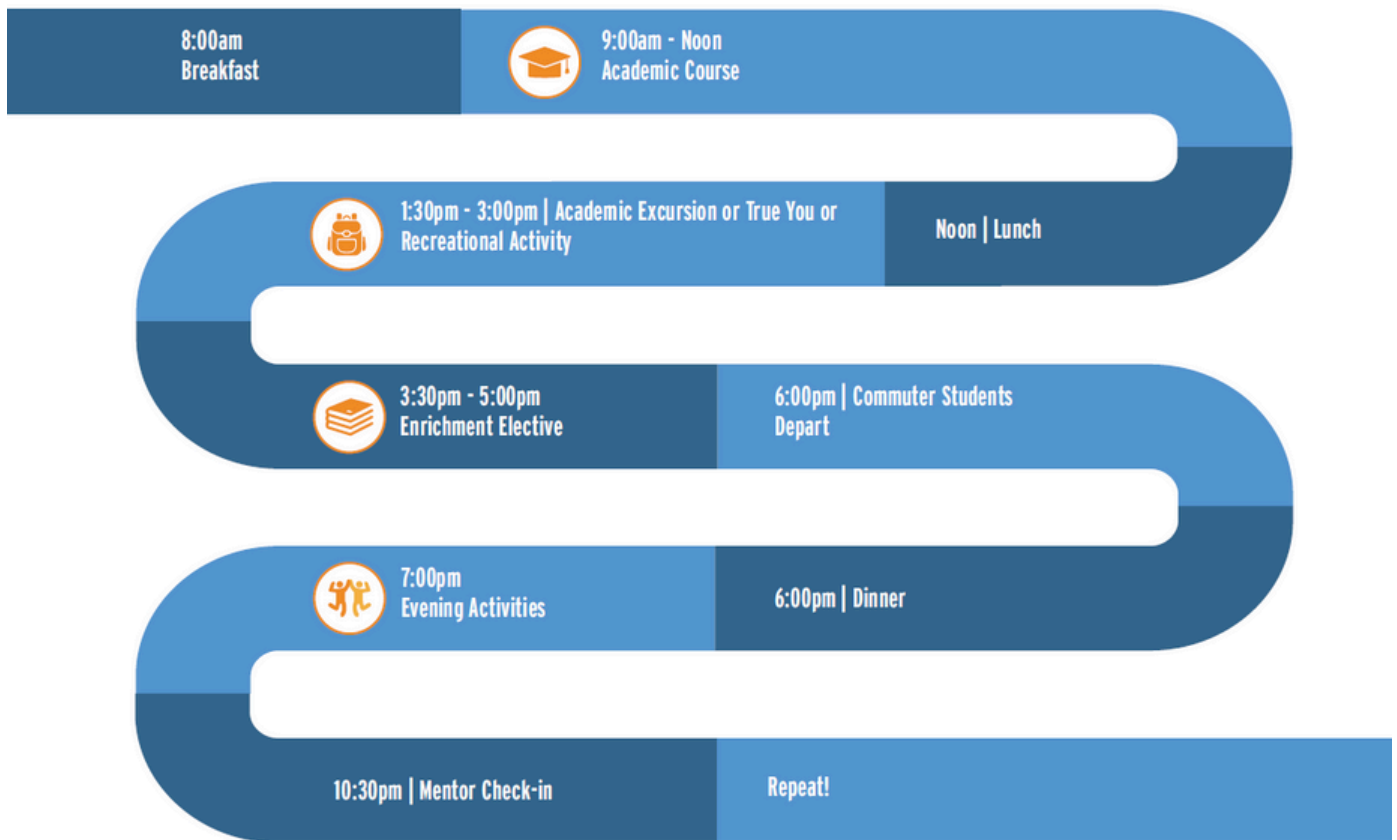 8:00am
Breakfast
9:00am - Noon
Academic Course
Noon | Lunch
1:30pm - 3:00pm | Academic Excursion or True You or
Recreational Activity
3:30pm - 5:00pm
Enrichment Elective
6:00pm | Commuter Students
Depart
6:00pm | Dinner
7:00pm
Evening Activities
10:30pm | Mentor Check-in
Repeat!